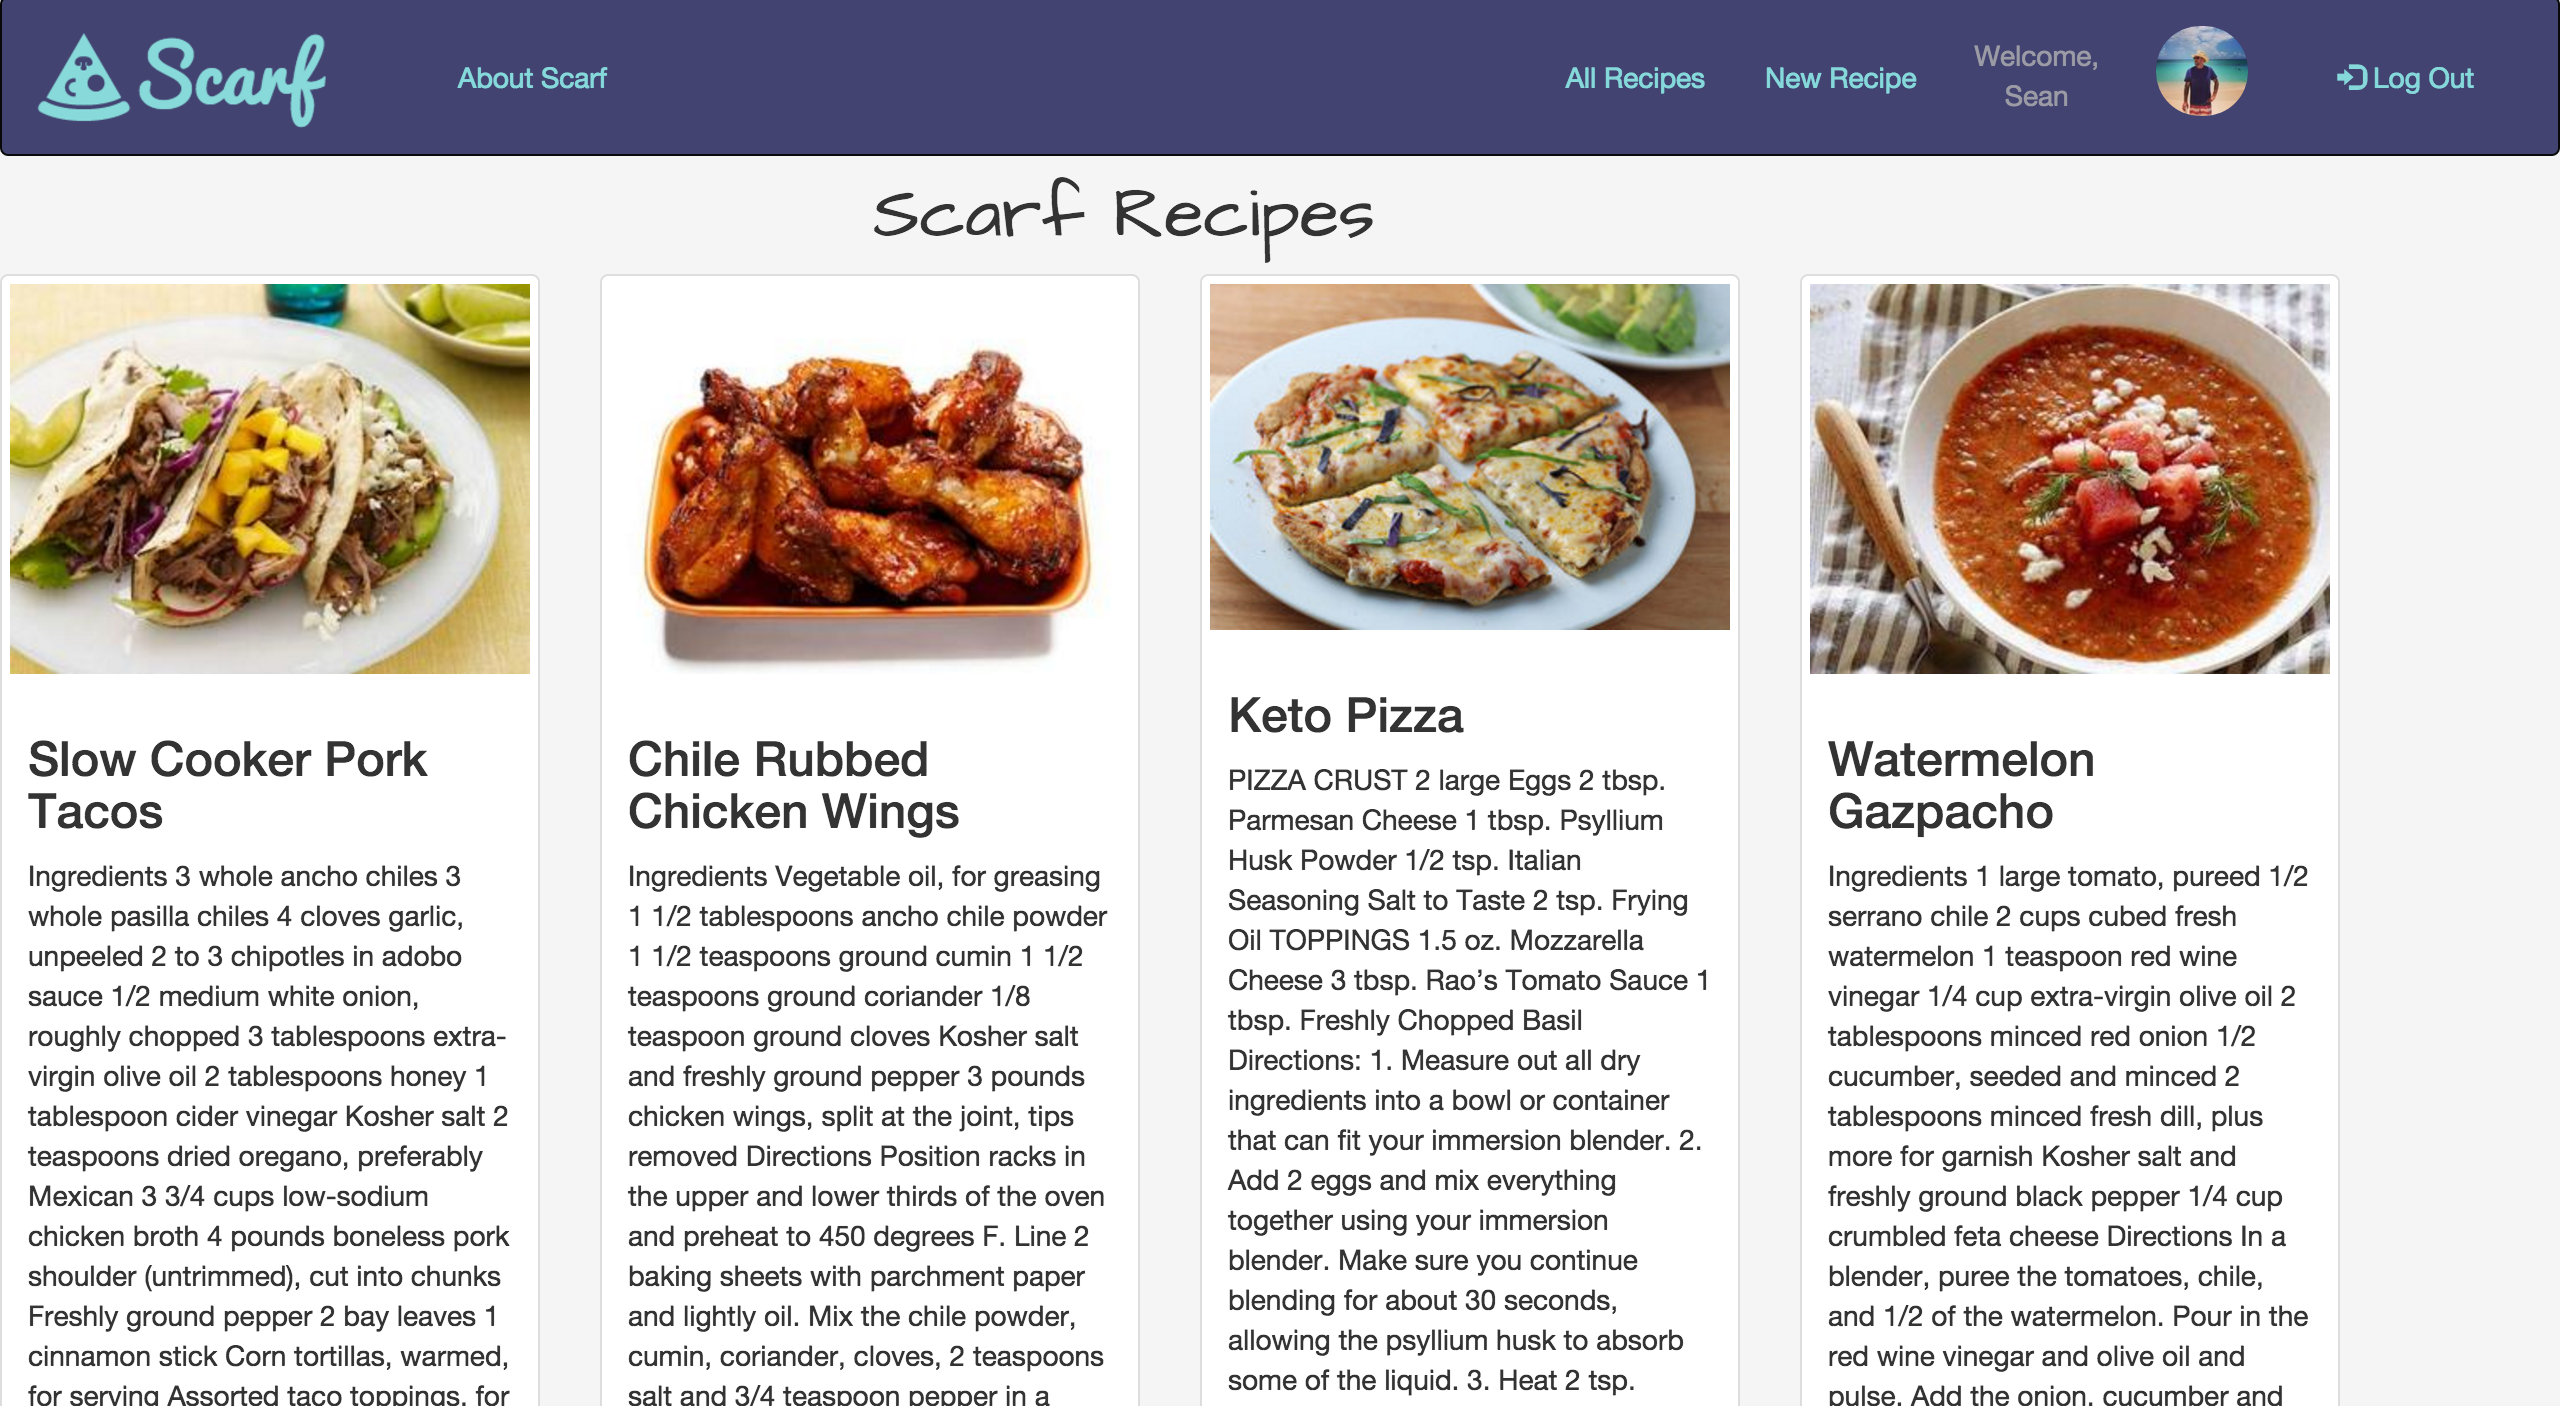 Scarf
About Scarf
All Recipes
New Recipe
Welcome,
Sean
Log Out
Scarf Recipes
Slow Cooker Pork
Tacos
Ingredients 3 whole ancho chiles 3
whole pasilla chiles 4 cloves garlic,
unpeeled 2 to 3 chipotles in adobo
sauce 1/2 medium white onion,
roughly chopped 3 tablespoons extra-
virgin olive oil 2 tablespoons honey 1
tablespoon cider vinegar Kosher salt 2
teaspoons dried oregano, preferably
Mexican 3 3/4 cups low-sodium
chicken broth 4 pounds boneless pork
shoulder (untrimmed), cut into chunks
Freshly ground pepper 2 bay leaves 1
cinnamon stick Corn tortillas, warmed,
for serving Assorted taco toppings, for
Chile Rubbed
Chicken Wings
Ingredients Vegetable oil, for greasing
1 1/2 tablespoons ancho chile powder
1 1/2 teaspoons ground cumin 1 1/2
teaspoons ground coriander 1/8
teaspoon ground cloves Kosher salt
and freshly ground pepper 3 pounds
chicken wings, split at the joint, tips
removed Directions Position racks in
the upper and lower thirds of the oven
and preheat to 450 degrees F. Line 2
baking sheets with parchment paper
and lightly oil. Mix the chile powder,
cumin, coriander, cloves, 2 teaspoons
salt and 3/4 teaspoon pepper in a
Keto Pizza
PIZZA CRUST 2 large Eggs 2 tbsp.
Parmesan Cheese 1 tbsp. Psyllium
Husk Powder 1/2 tsp. Italian
Seasoning Salt to Taste 2 tsp. Frying
Oil TOPPINGS 1.5 oz. Mozzarella
Cheese 3 tbsp. Rao’s Tomato Sauce 1
tbsp. Freshly Chopped Basil
Directions: 1. Measure out all dry
ingredients into a bowl or container
that can fit your immersion blender. 2.
Add 2 eggs and mix everything
together using your immersion
blender. Make sure you continue
blending for about 30 seconds,
allowing the psyllium husk to absorb
some of the liquid. 3. Heat 2 tsp.
Watermelon
Gazpacho
Ingredients 1 large tomato, pureed 1/2
serrano chile 2 cups cubed fresh
watermelon 1 teaspoon red wine
vinegar 1/4 cup extra-virgin olive oil 2
tablespoons minced red onion 1/2
cucumber, seeded and minced 2
tablespoons minced fresh dill, plus
more for garnish Kosher salt and
freshly ground black pepper 1/4 cup
crumbled feta cheese Directions In a
blender, puree the tomatoes, chile,
and 1/2 of the watermelon. Pour in the
red wine vinegar and olive oil and
pulse. Add the onion, cucumber and